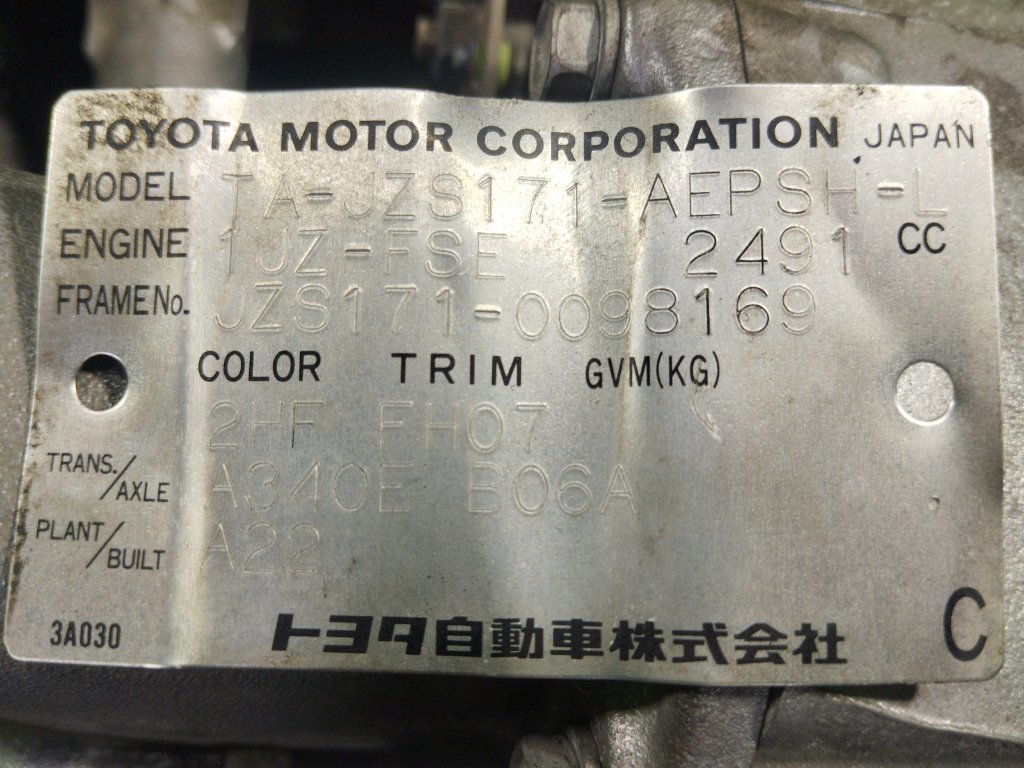 TOYOTA MOTOR CORPORATION JAPAN
MODEL TA-JZS171-AEPSH-L
ENGINE 1JZ-FSE 2491 CC
FRAME No. JZS171-0098169
COLOR TRIM GVM(KG)
2HF FH07
TRANS./AXLE A340E B06A
PLANT/BUILT A22
3A030 トヨタ自動車株式会社 C